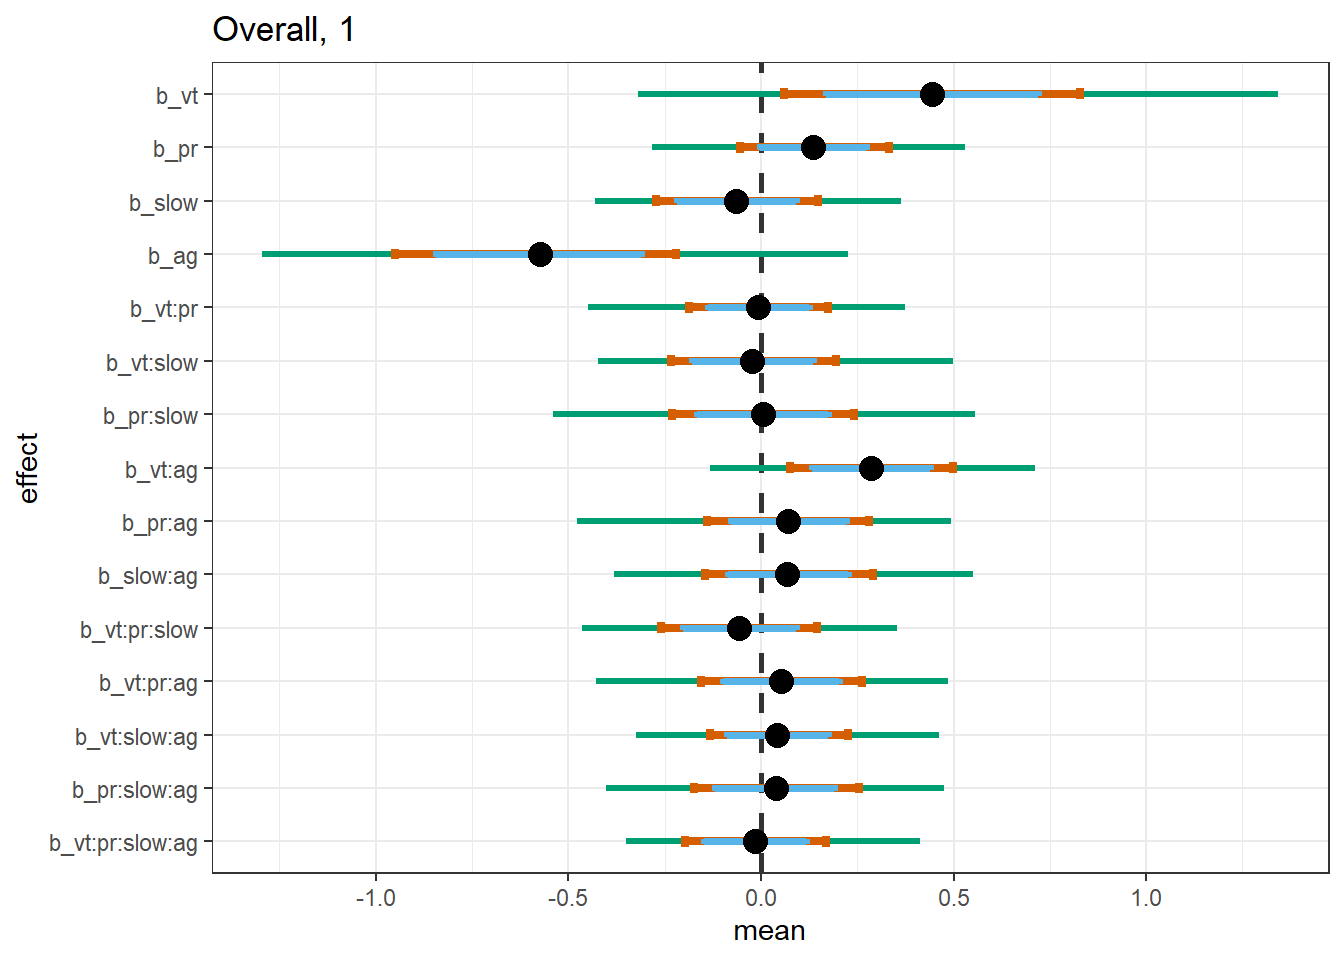 Overall, 1
b_vt
b_pr
b_slow
b_ag
b_vt:pr
b_vt:slow
b_pr:slow
b_vt:ag
b_pr:ag
b_slow:ag
b_vt:pr:slow
b_vt:pr:ag
b_vt:slow:ag
b_pr:slow:ag
b_vt:pr:slow:ag
effect
-1.0 -0.5 0.0 0.5 1.0
mean